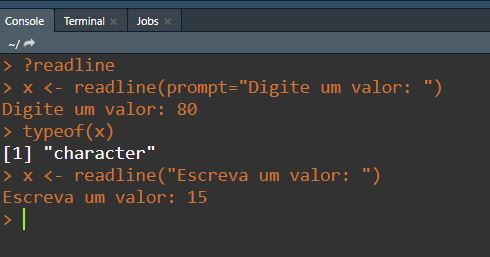 Console Terminal × Jobs ×
~/
> ?readline
> x <- readline(prompt="Digite um valor: ")
Digite um valor: 80
> typeof(x)
[1] "character"
> x <- readline("Escreva um valor: ")
Escreva um valor: 15
>